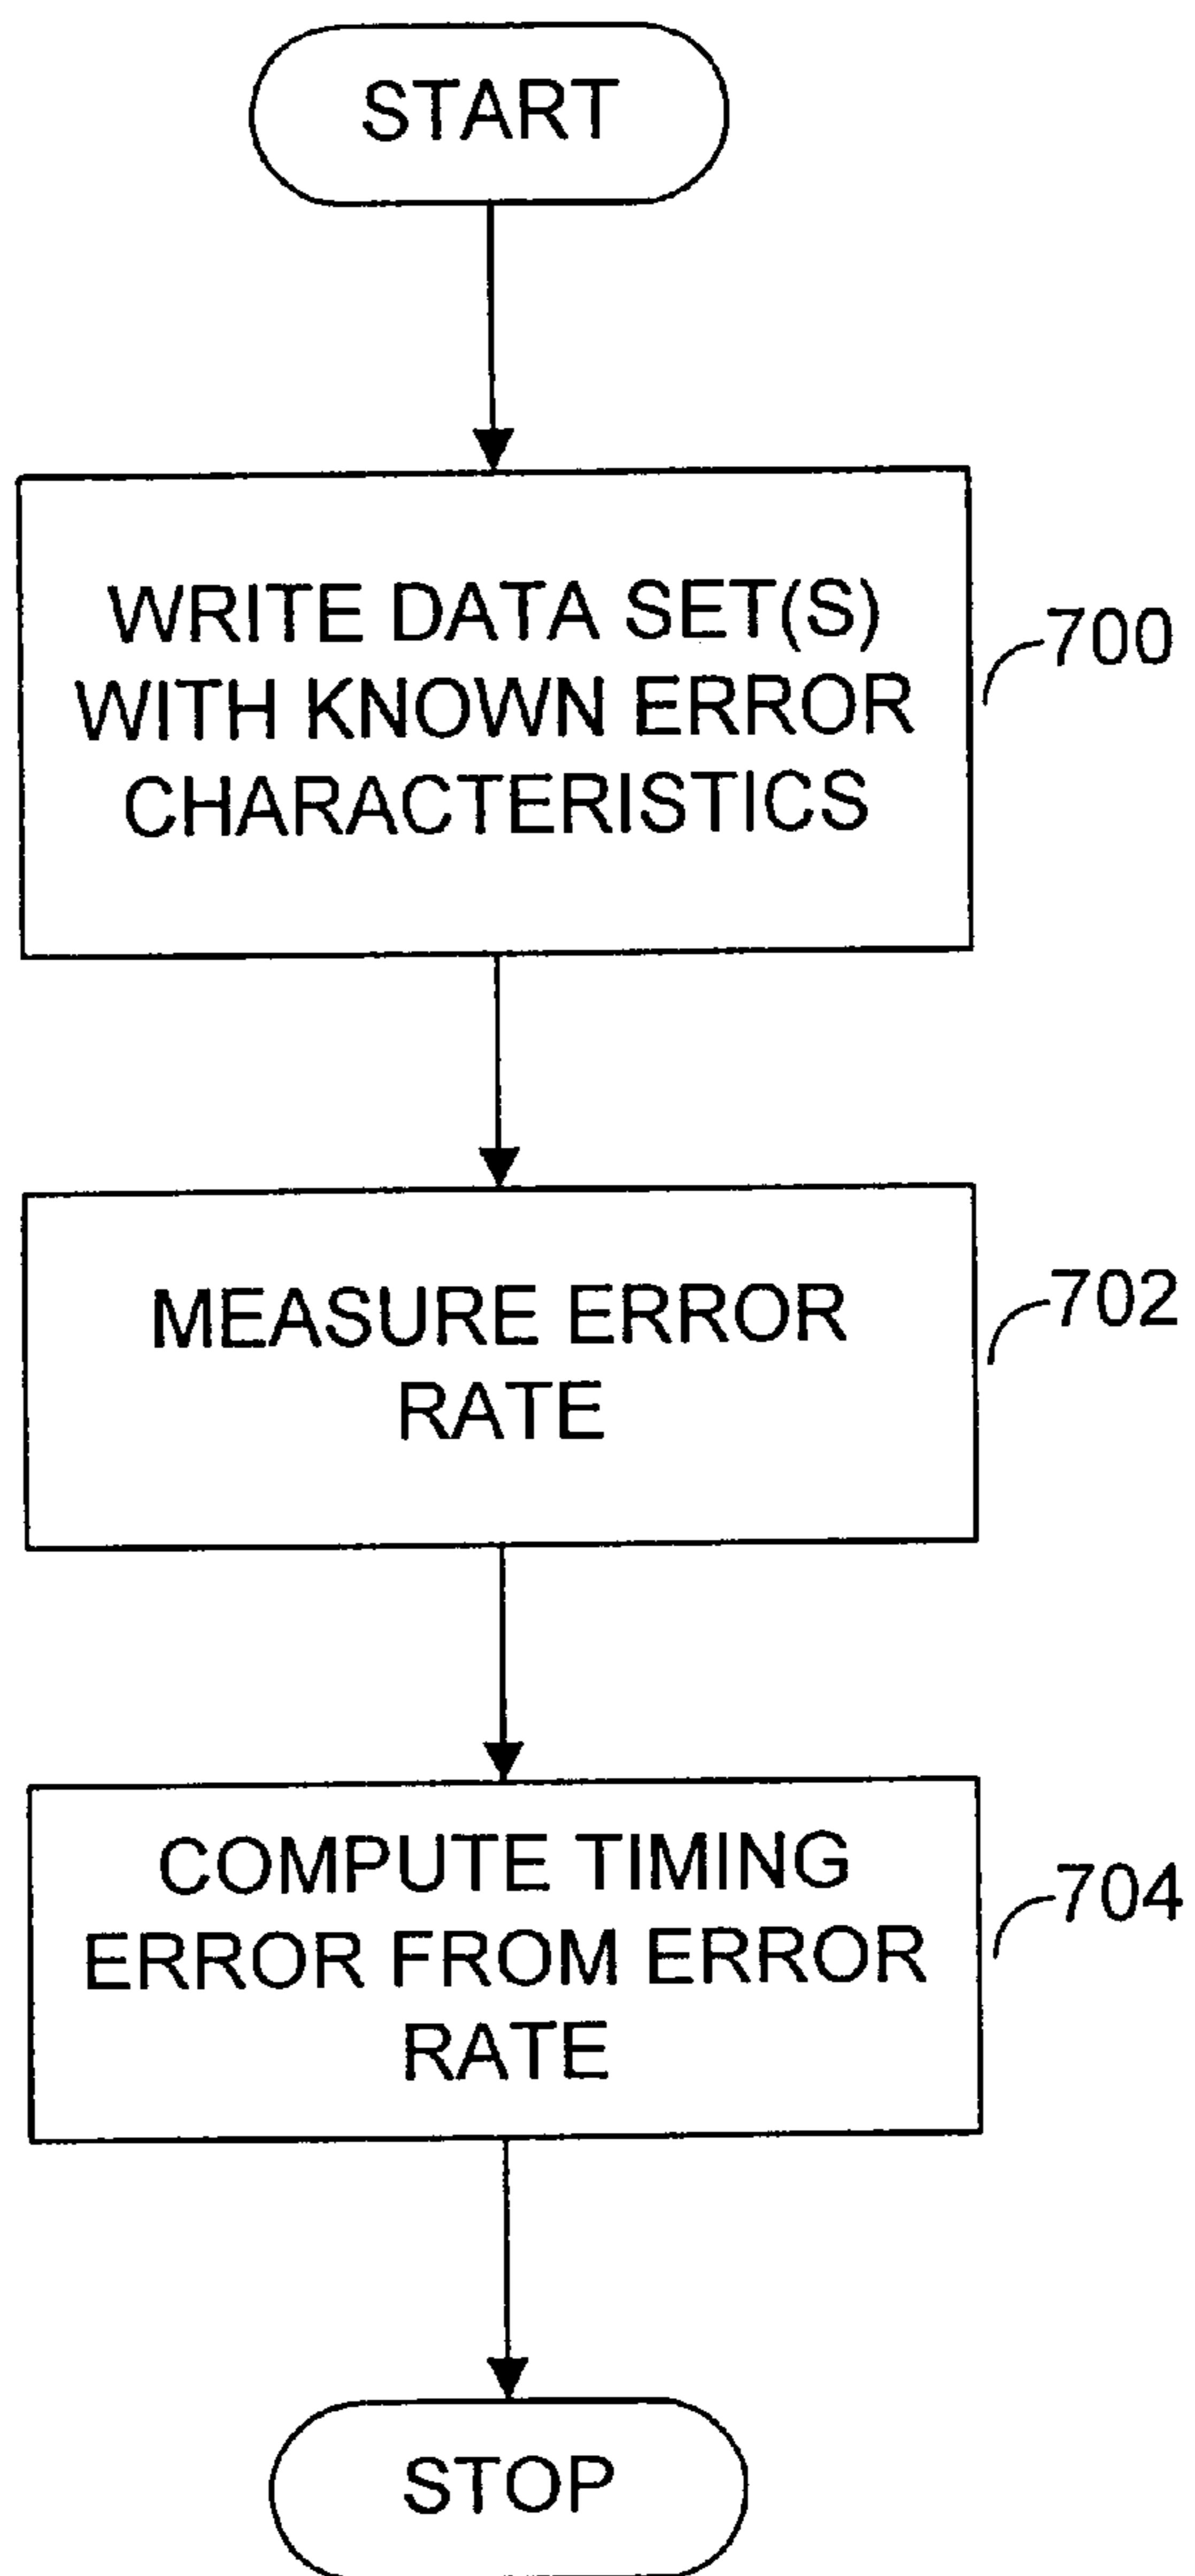 START
WRITE DATA SET(S)
WITH KNOWN ERROR
CHARACTERISTICS
700
MEASURE ERROR
RATE
702
COMPUTE TIMING
ERROR FROM ERROR
RATE
704
STOP